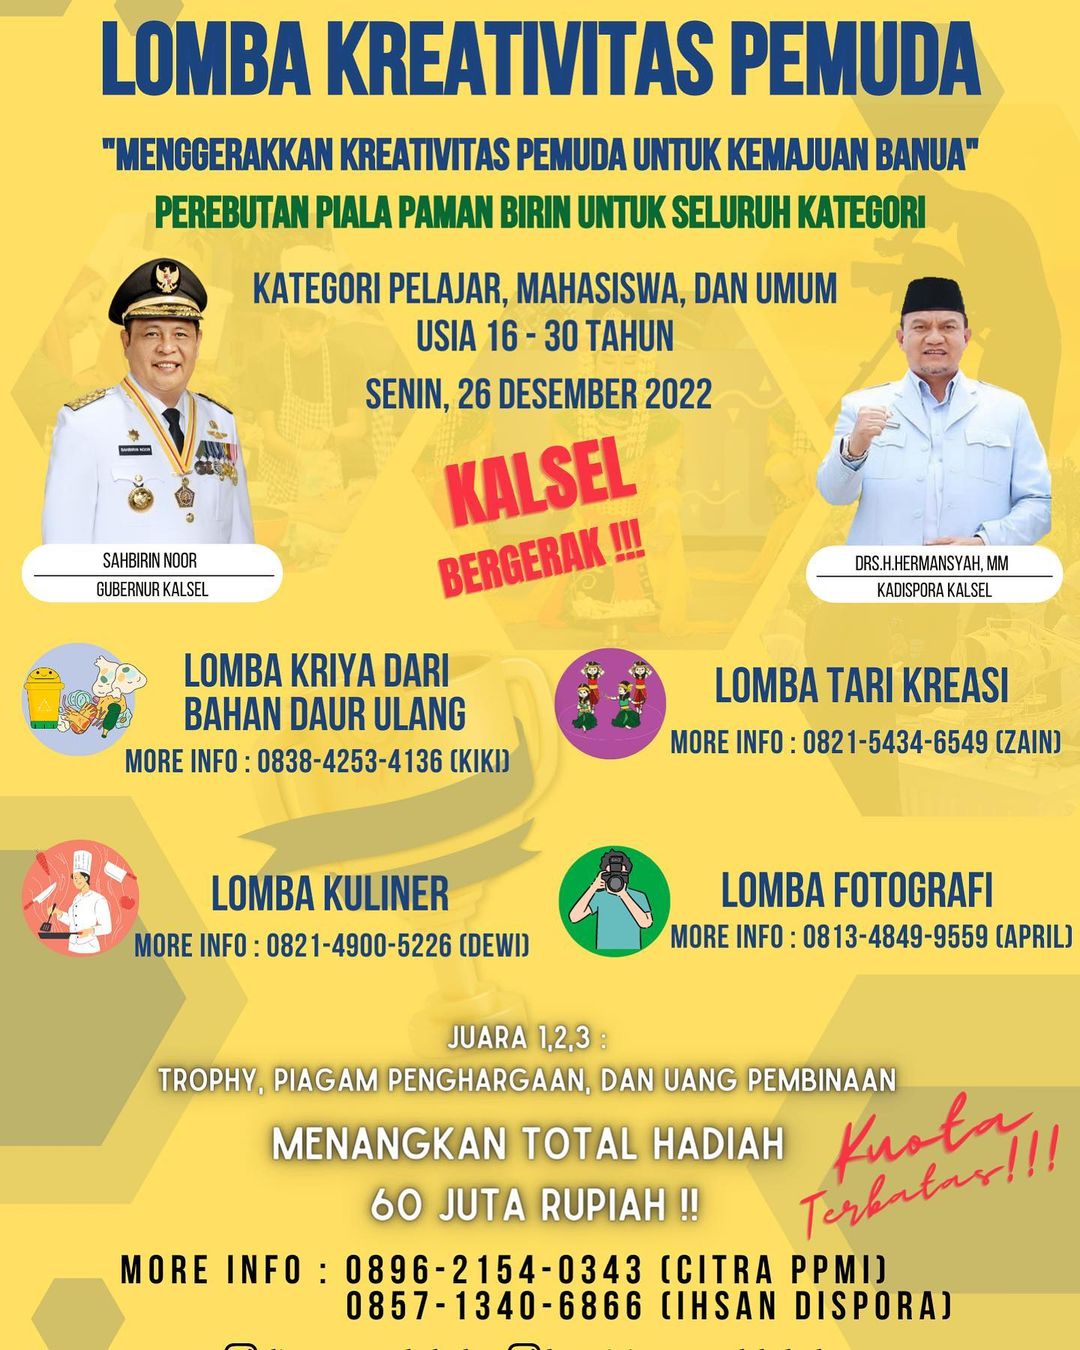 LOMBA KREATIVITAS PEMUDA
"MENGGERAKKAN KREATIVITAS PEMUDA UNTUK KEMAJUAN BANUA"
PEREBUTAN PIALA PAMAN BIRIN UNTUK SELURUH KATEGORI
KATEGORI PELAJAR, MAHASISWA, DAN UMUM
USIA 16 - 30 TAHUN
SENIN, 26 DESEMBER 2022
KALSEL
BERGERAK !!!
SAHBIRIN NOOR
SAHBIRIN NOOR
GUBERNUR KALSEL
DRS.H.HERMANSYAH, MM
KADISPORA KALSEL
LOMBA KRIYA DARI
BAHAN DAUR ULANG
MORE INFO : 0838-4253-4136 (KIKI)
LOMBA TARI KREASI
MORE INFO : 0821-5434-6549 (ZAIN)
LOMBA KULINER
MORE INFO : 0821-4900-5226 (DEWI)
LOMBA FOTOGRAFI
MORE INFO : 0813-4849-9559 (APRIL)
JUARA 1,2,3 :
TROPHY, PIAGAM PENGHARGAAN, DAN UANG PEMBINAAN
MENANGKAN TOTAL HADIAH
60 JUTA RUPIAH !!
Kuota
Terbatas!!!
MORE INFO : 0896-2154-0343 (CITRA PPMI)
0857-1340-6866 (IHSAN DISPORA)